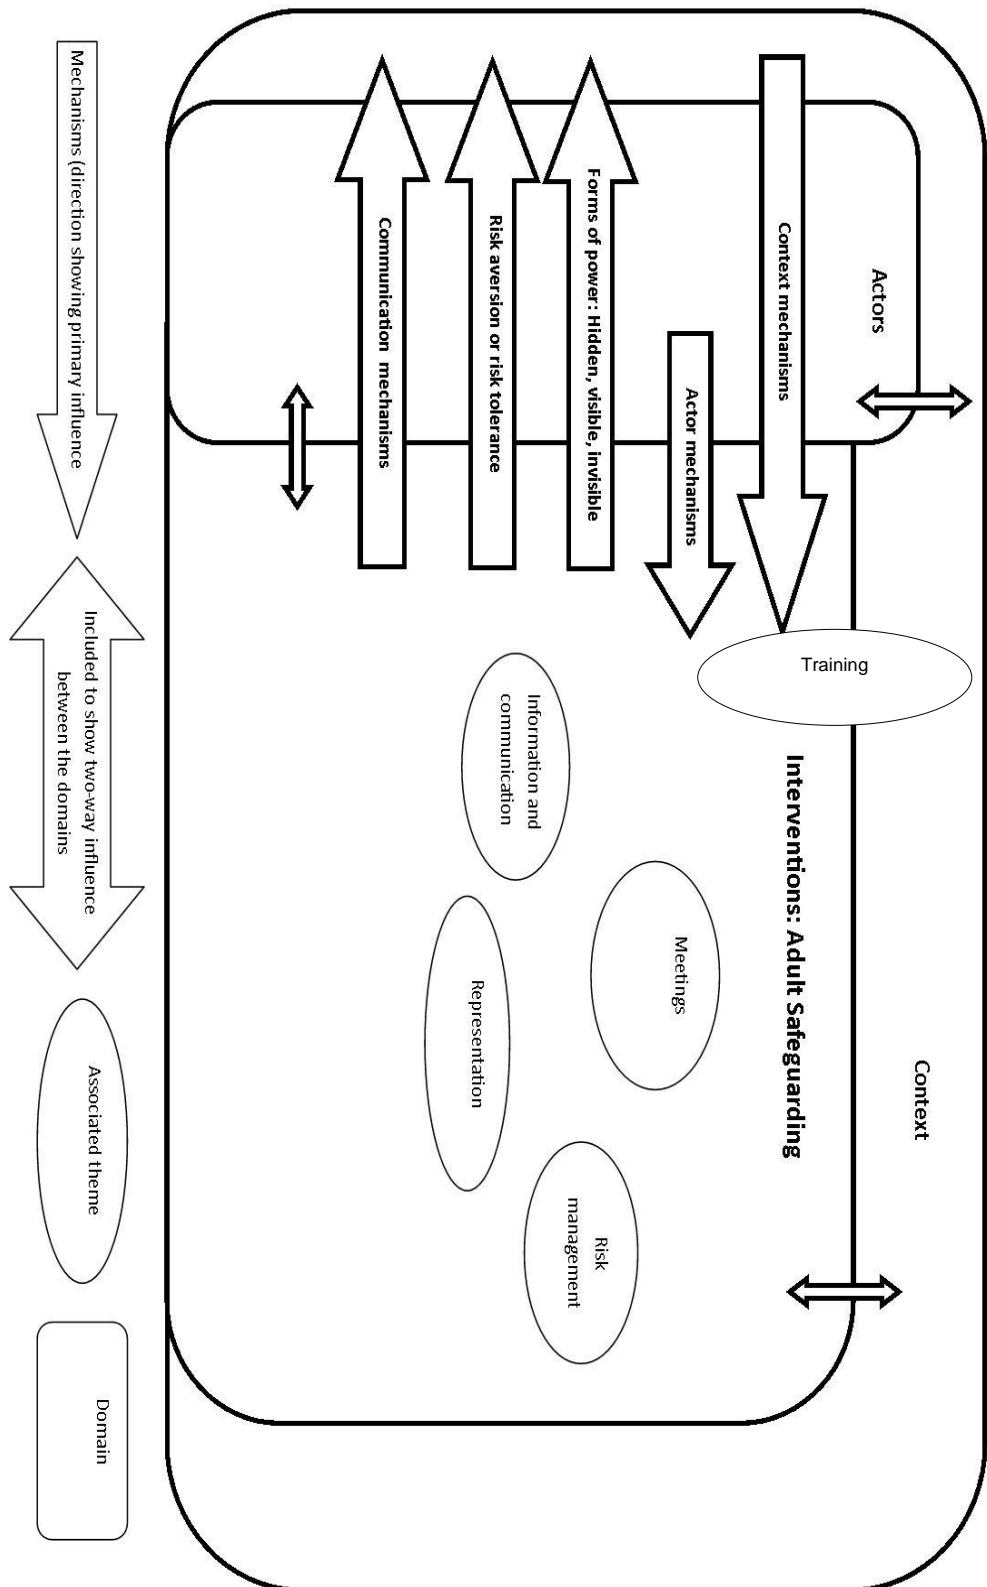 Context
Actors
Interventions: Adult Safeguarding
Context mechanisms
Actor mechanisms
Forms of power: Hidden, visible, invisible
Risk aversion or risk tolerance
Communication mechanisms
Training
Meetings
Risk
management
Information and
communication
Representation
Mechanisms (direction showing primary influence
Included to show two-way influence
between the domains
Associated theme
Domain